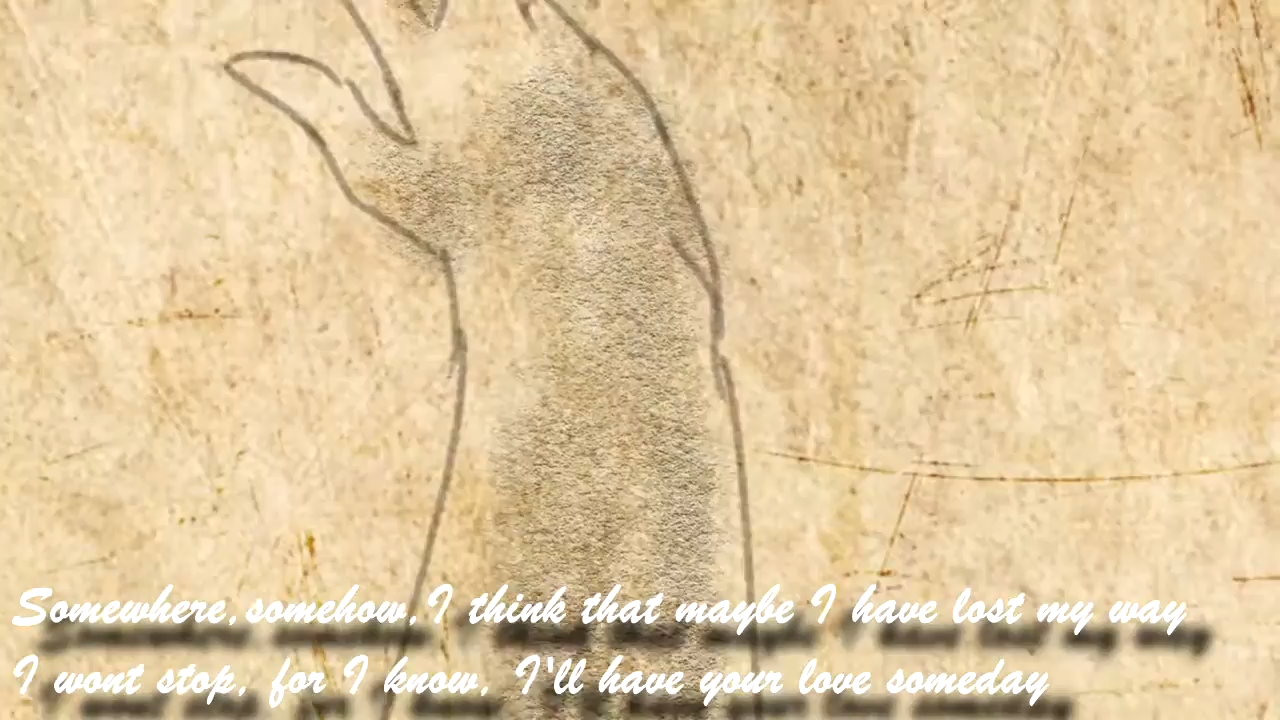 Somewhere,somehow,I think that maybe I have lost my way
I wont stop, for I know, I'll have your love someday